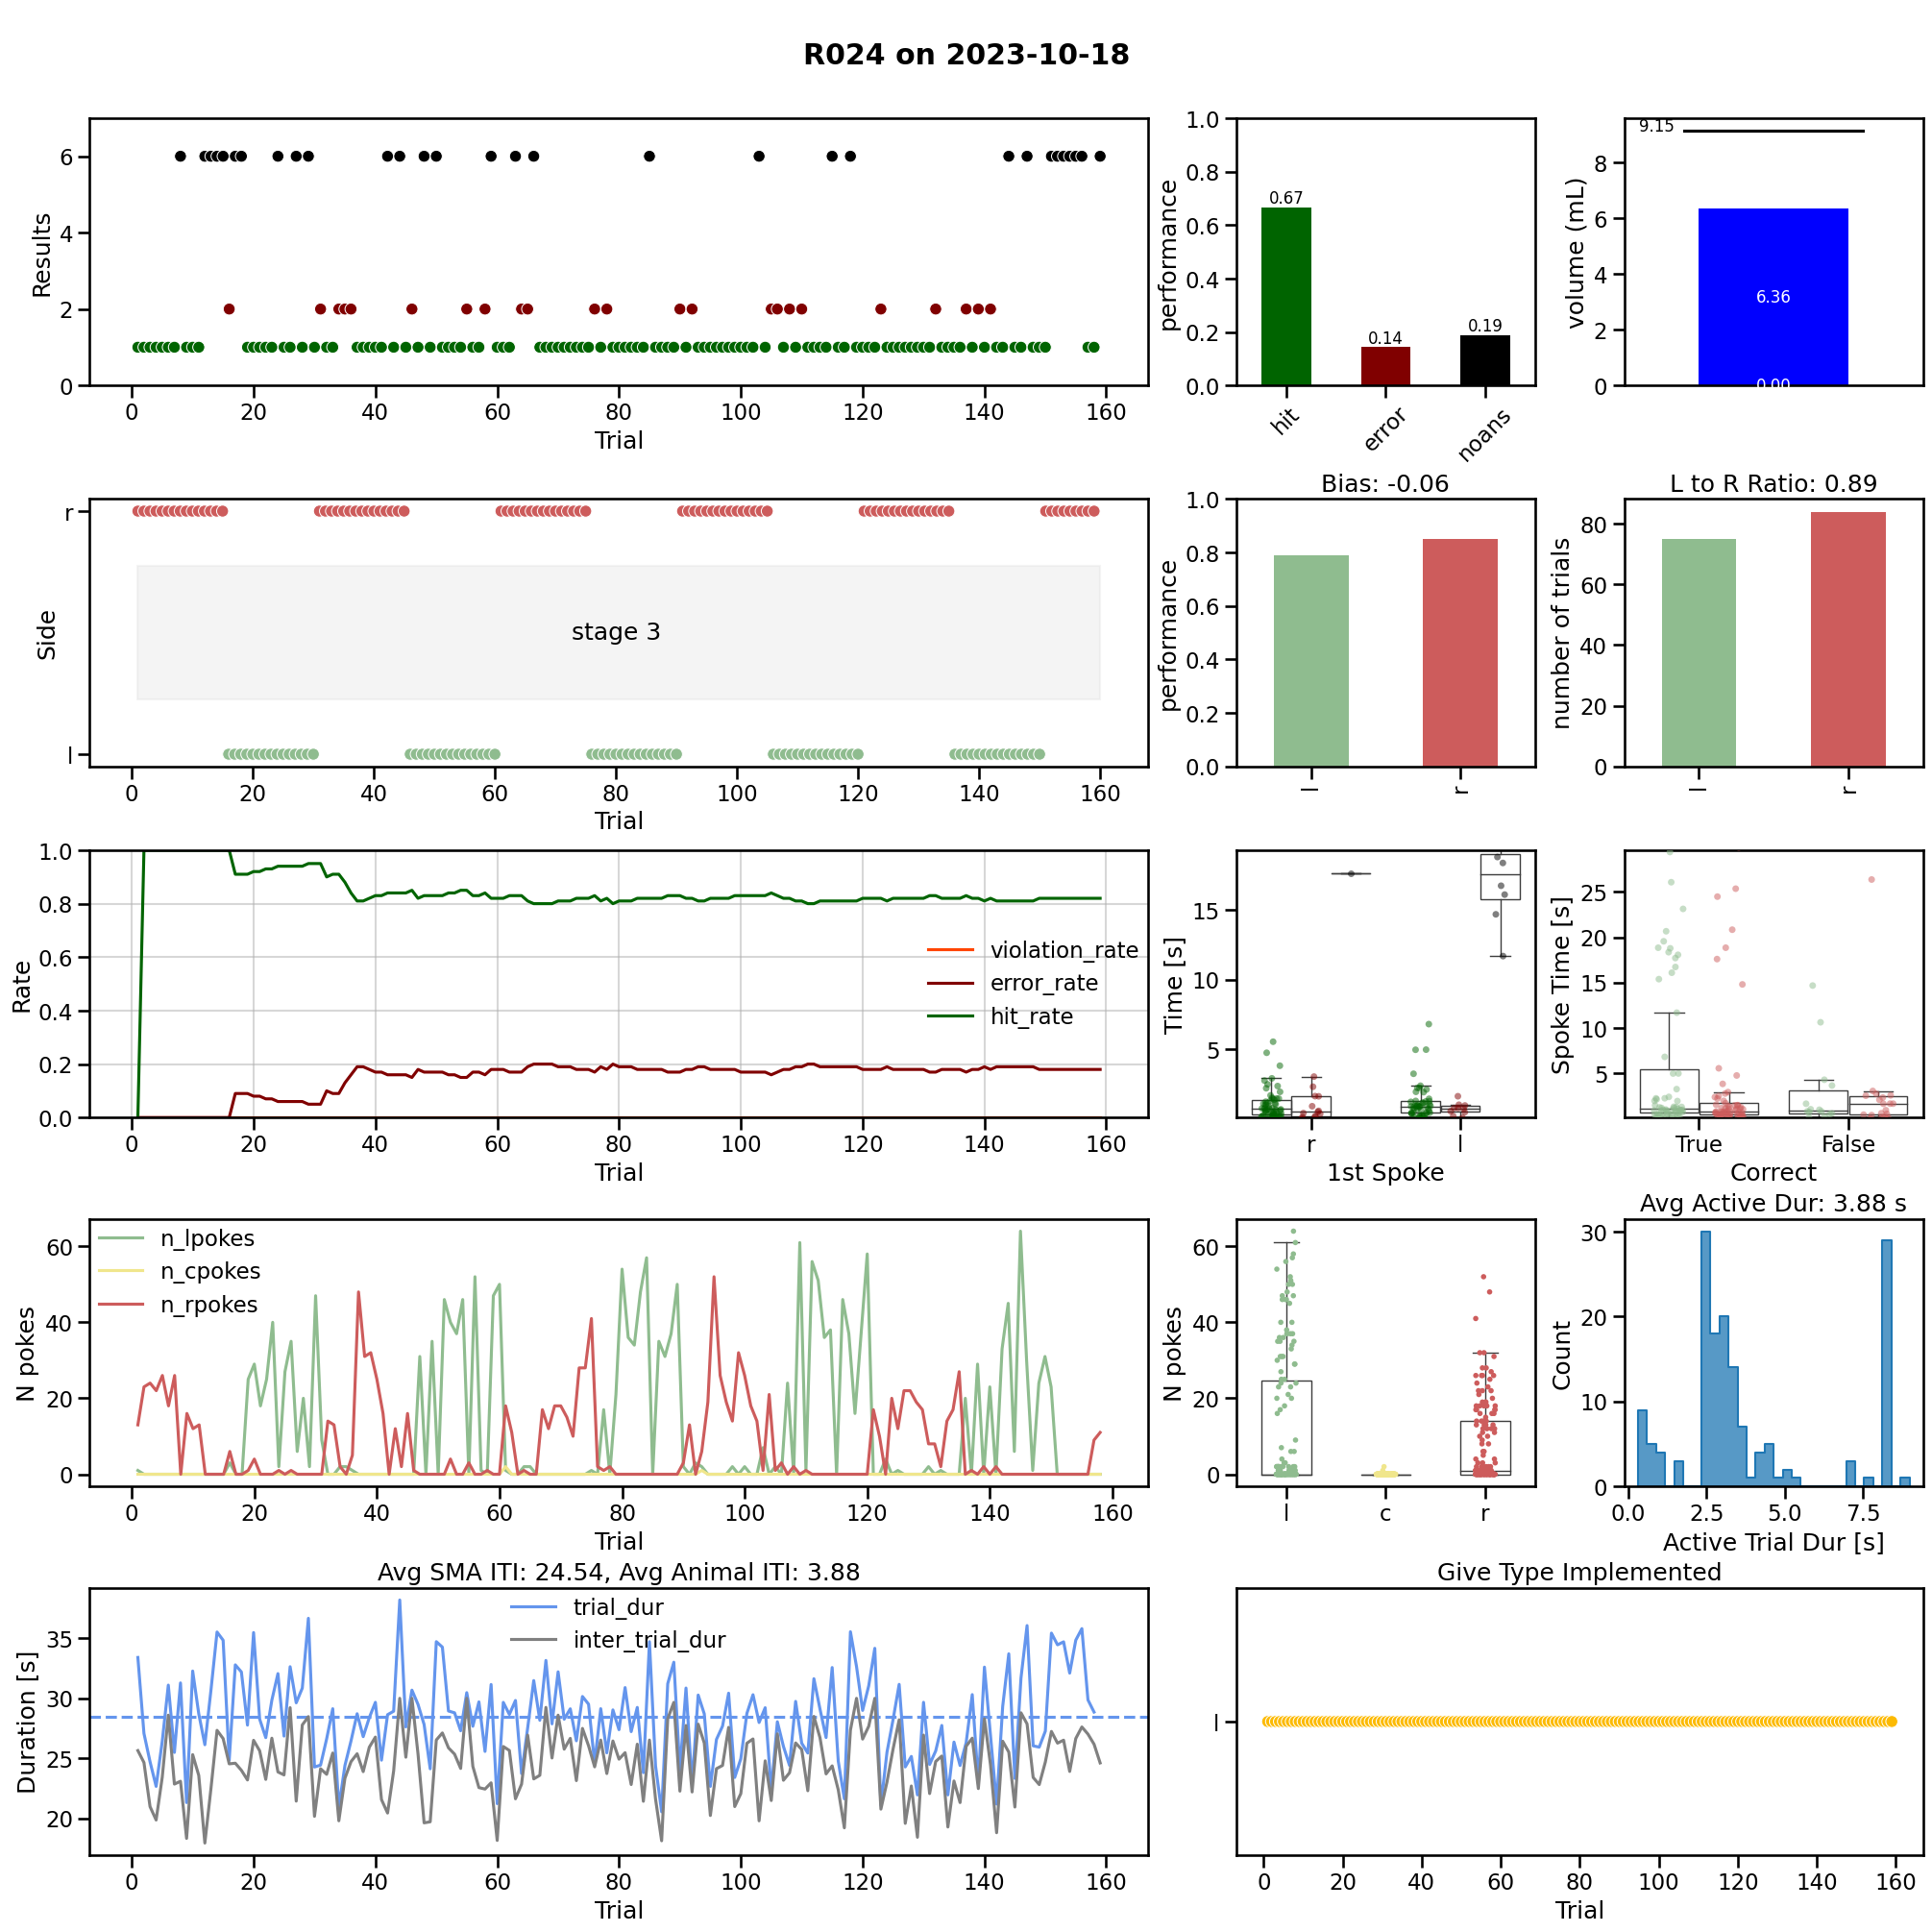 R024 on 2023-10-18
Results
0
2
4
6
0 20 40 60 80 100 120 140 160
Trial
performance
0.0
0.2
0.4
0.6
0.8
1.0
0.67
0.14
0.19
hit error noans
volume (mL)
0
2
4
6
8
9.15
6.36
0.00
Side
r
l
stage 3
0 20 40 60 80 100 120 140 160
Trial
Bias: -0.06
performance
0.0
0.2
0.4
0.6
0.8
1.0
l r
L to R Ratio: 0.89
number of trials
0
20
40
60
80
l r
Rate
0.0
0.2
0.4
0.6
0.8
1.0
violation_rate
error_rate
hit_rate
0 20 40 60 80 100 120 140 160
Trial
Time [s]
5
10
15
r l
1st Spoke
Spoke Time [s]
5
10
15
20
25
True False
Correct
N pokes
0
20
40
60
n_lpokes
n_cpokes
n_rpokes
0 20 40 60 80 100 120 140 160
Trial
N pokes
0
20
40
60
l c r
Avg Active Dur: 3.88 s
Count
0
10
20
30
0.0 2.5 5.0 7.5
Active Trial Dur [s]
Avg SMA ITI: 24.54, Avg Animal ITI: 3.88
Duration [s]
20
25
30
35
trial_dur
inter_trial_dur
0 20 40 60 80 100 120 140 160
Trial
Give Type Implemented
l
0 20 40 60 80 100 120 140 160
Trial